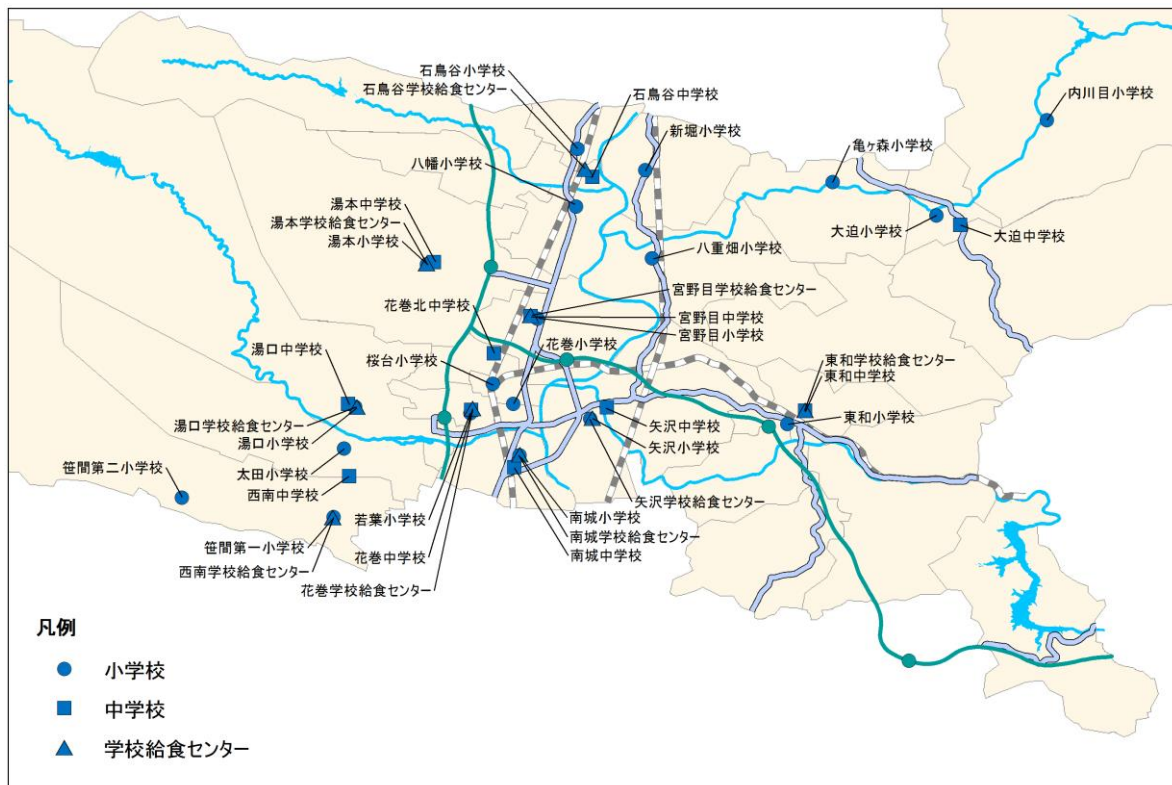 石鳥谷小学校
石鳥谷学校給食センター
石鳥谷中学校
内川目小学校
新堀小学校
亀ヶ森小学校
八幡小学校
湯本中学校
湯本学校給食センター
湯本小学校
大迫小学校
大迫中学校
八重畑小学校
宮野目学校給食センター
花巻北中学校
宮野目中学校
宮野目小学校
湯口中学校
桜台小学校
花巻小学校
東和学校給食センター
東和中学校
湯口学校給食センター
湯口小学校
矢沢中学校
東和小学校
矢沢小学校
笹間第二小学校
太田小学校
西南中学校
矢沢学校給食センター
若葉小学校
南城小学校
南城学校給食センター
笹間第一小学校
花巻中学校
南城中学校
西南学校給食センター
花巻学校給食センター
凡例
小学校
中学校
学校給食センター